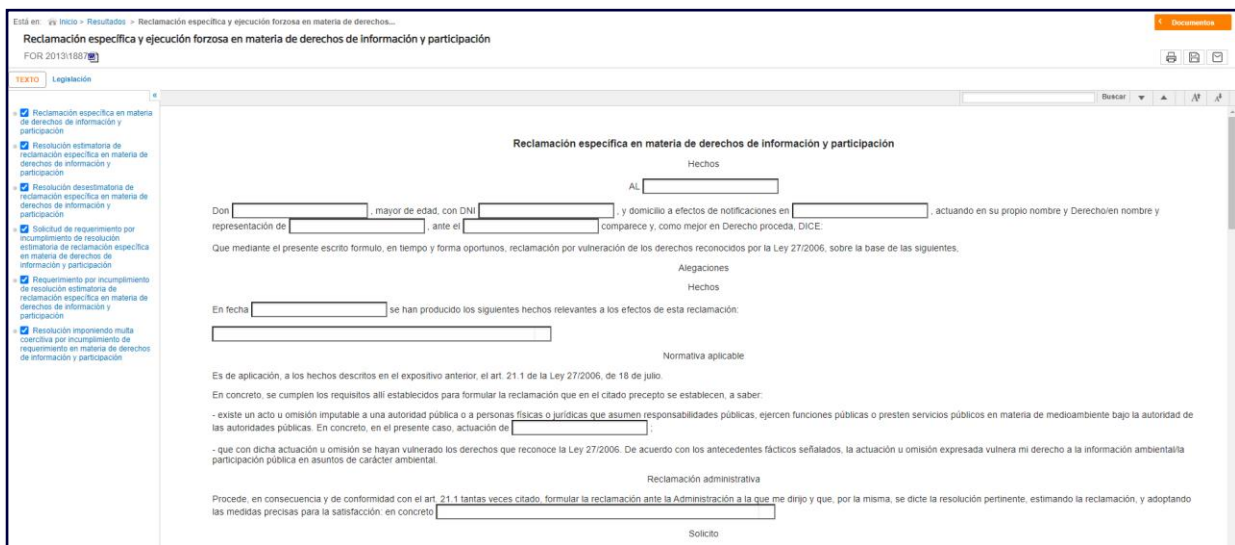 Está en: Inicio > Resultados > Reclamación específica y ejecución forzosa en materia de derechos...
Documentos
Reclamación específica y ejecución forzosa en materia de derechos de información y participación
FOR 2013\1887
TEXTO Legislación
«
Buscar
Reclamación específica en materia
de derechos de información y
participación
Resolución estimatoria de
reclamación específica en materia de
derechos de información y
participación
Resolución desestimatoria de
reclamación específica en materia de
derechos de información y
participación
Solicitud de requerimiento por
incumplimiento de resolución
estimatoria de reclamación específica
en materia de derechos de
información y participación
Requerimiento por incumplimiento
de resolución estimatoria de
reclamación específica en materia de
derechos de información y
participación
Resolución imponiendo multa
coercitiva por incumplimiento de
requerimiento en materia de derechos
de información y participación
Reclamación específica en materia de derechos de información y participación
Hechos
AL
Don , mayor de edad, con DNI , y domicilio a efectos de notificaciones en , actuando en su propio nombre y Derecho/en nombre y
representación de , ante el comparece y, como mejor en Derecho proceda, DICE:
Que mediante el presente escrito formulo, en tiempo y forma oportunos, reclamación por vulneración de los derechos reconocidos por la Ley 27/2006, sobre la base de las siguientes,
Alegaciones
Hechos
En fecha se han producido los siguientes hechos relevantes a los efectos de esta reclamación:
Normativa aplicable
Es de aplicación, a los hechos descritos en el expositivo anterior, el art. 21.1 de la Ley 27/2006, de 18 de julio.
En concreto, se cumplen los requisitos allí establecidos para formular la reclamación que en el citado precepto se establecen, a saber:
- existe un acto u omisión imputable a una autoridad pública o a personas físicas o jurídicas que asumen responsabilidades públicas, ejercen funciones públicas o presten servicios públicos en materia de medioambiente bajo la autoridad de
las autoridades públicas. En concreto, en el presente caso, actuación de ;
- que con dicha actuación u omisión se hayan vulnerado los derechos que reconoce la Ley 27/2006. De acuerdo con los antecedentes fácticos señalados, la actuación u omisión expresada vulnera mi derecho a la información ambiental/la
participación pública en asuntos de carácter ambiental.
Reclamación administrativa
Procede, en consecuencia y de conformidad con el art. 21.1 tantas veces citado, formular la reclamación ante la Administración a la que me dirijo y que, por la misma, se dicte la resolución pertinente, estimando la reclamación, y adoptando
las medidas precisas para la satisfacción: en concreto
Solicito